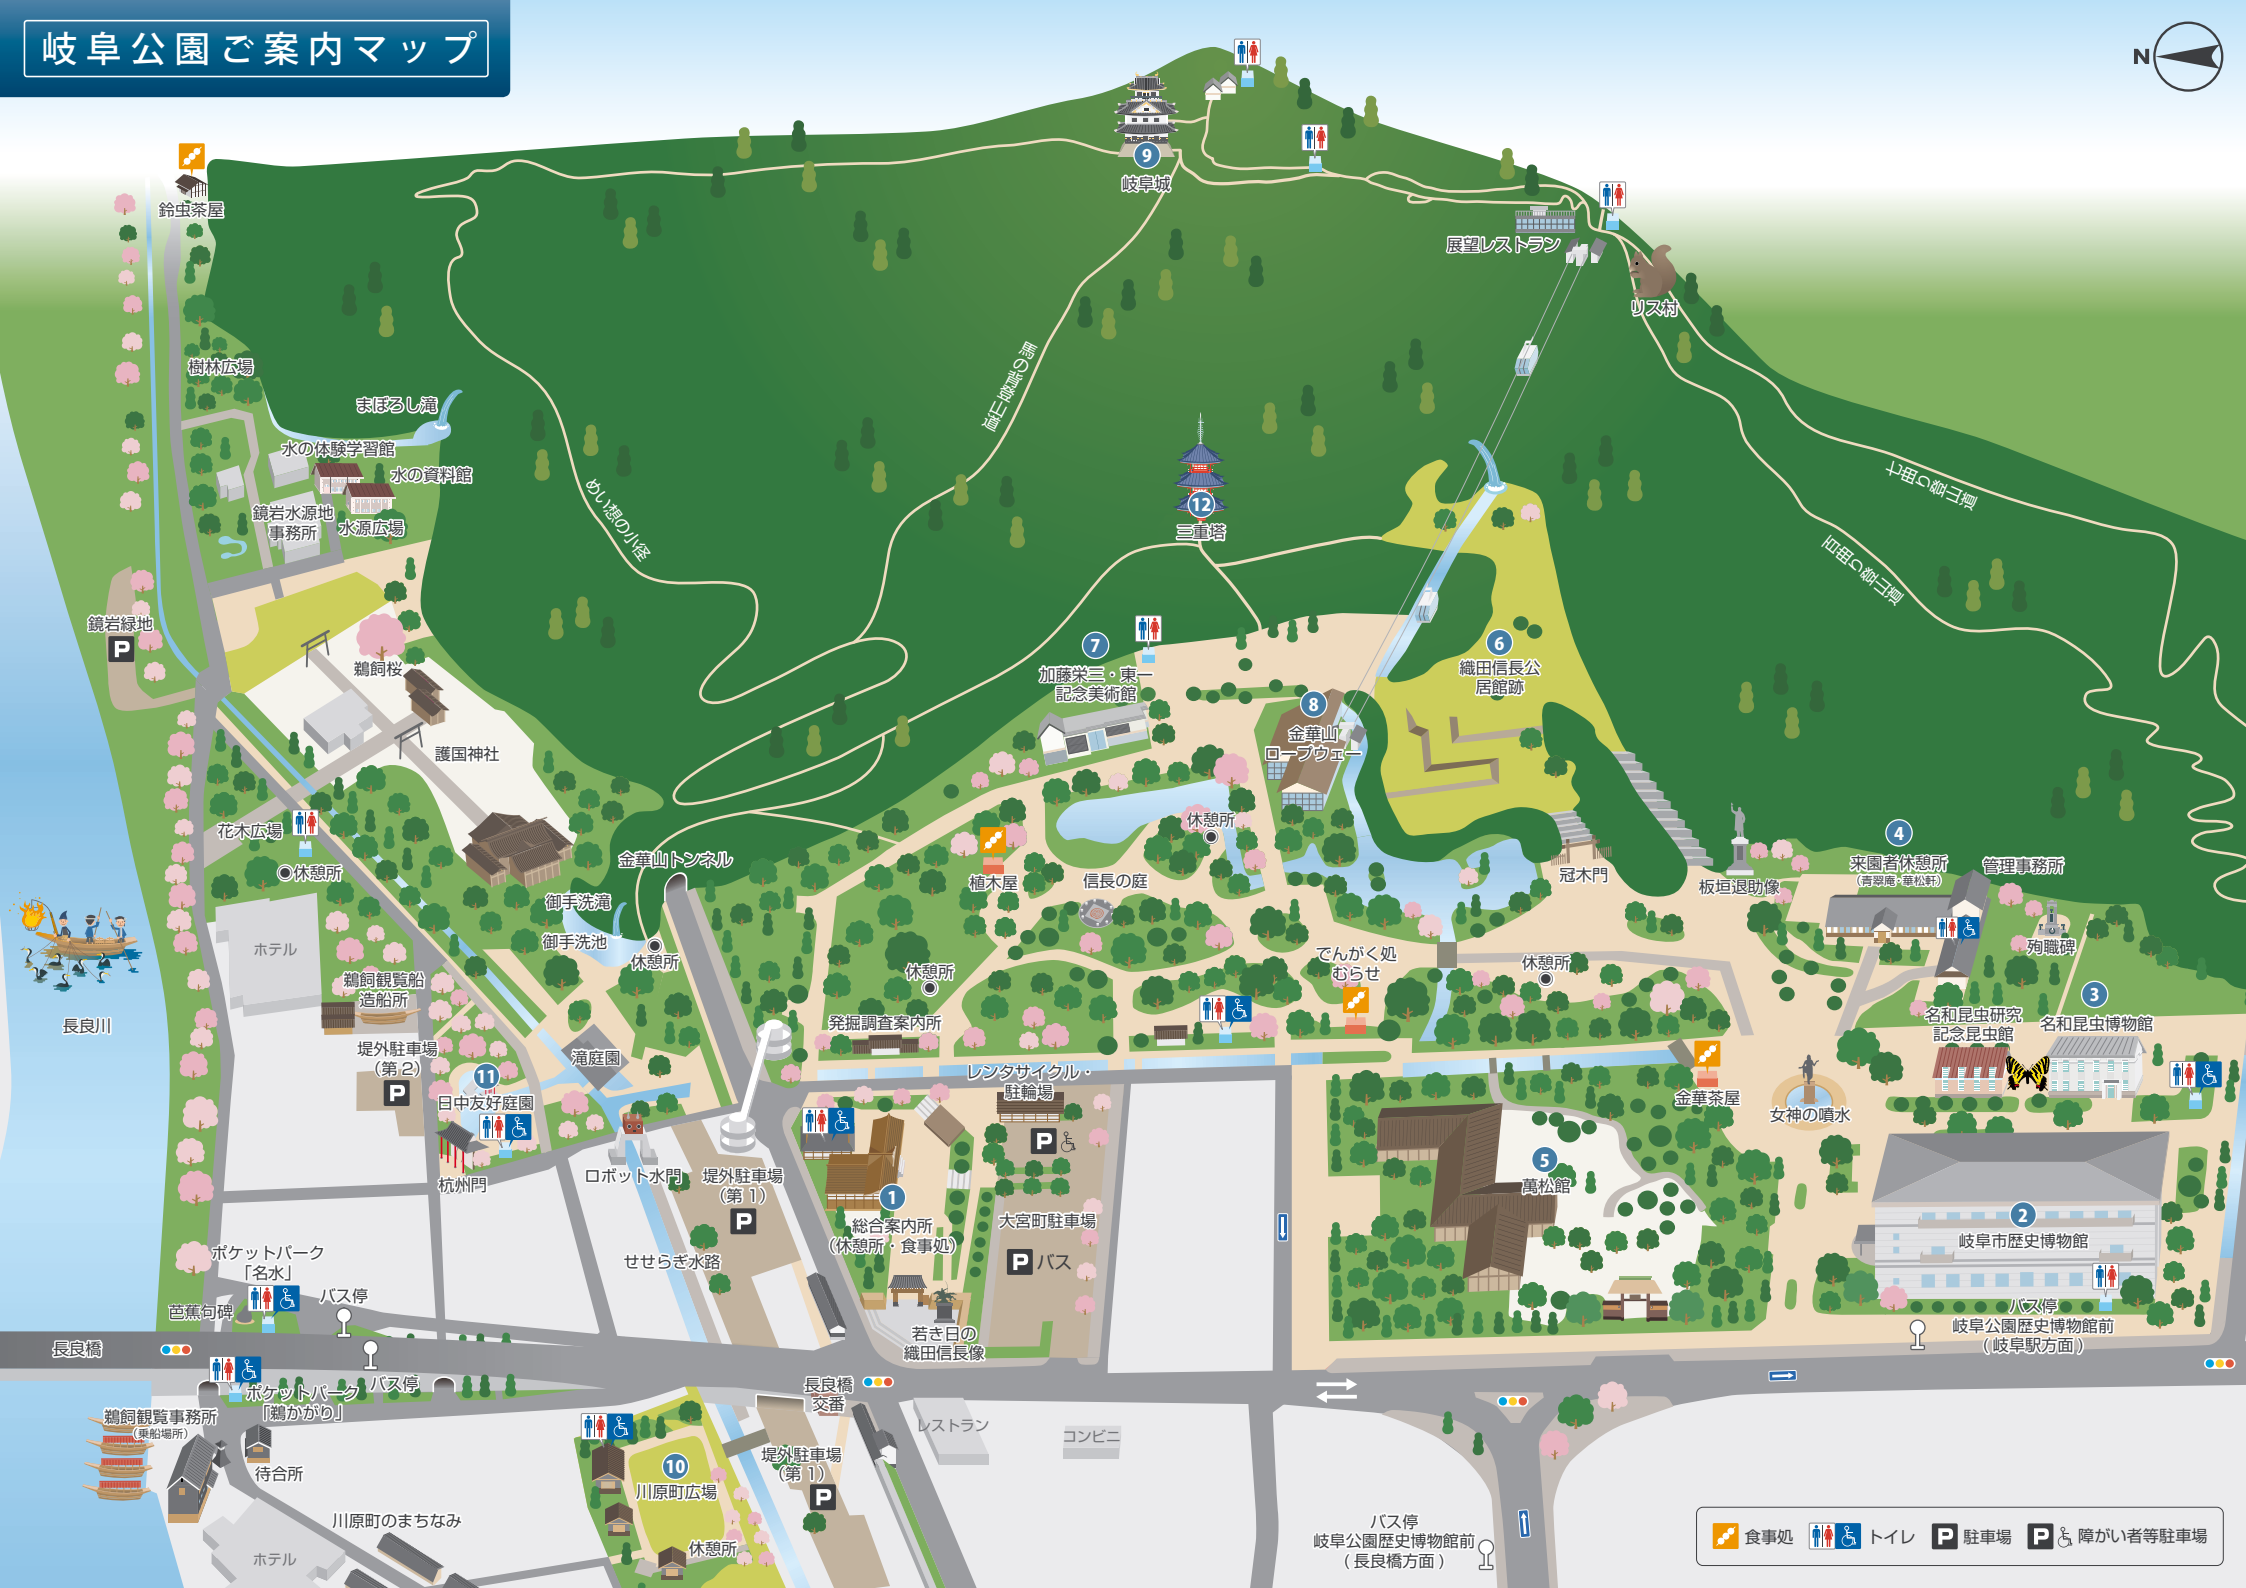 岐阜公園ご案内マップ
N
鈴虫茶屋
樹林広場
まぼろし滝
水の体験学習館
水の資料館
鏡岩水源地
事務所
水源広場
鏡岩緑地
P
鵜飼桜
護国神社
めい想の小径
馬の背登山道
9
岐阜城
展望レストラン
リス村
七曲り登山道
百曲り登山道
12
三重塔
7
加藤栄三・東一
記念美術館
8
金華山
ロープウェー
6
織田信長公
居館跡
花木広場
休憩所
金華山トンネル
御手洗滝
御手洗池
休憩所
植木屋
信長の庭
休憩所
冠木門
板垣退助像
4
来園者休憩所
(青翠庵・華松軒)
管理事務所
殉職碑
ホテル
鵜飼観覧船
造船所
長良川
堤外駐車場
(第2)
P
滝庭園
11
日中友好庭園
杭州門
休憩所
発掘調査案内所
でんがく処
むらせ
休憩所
3
名和昆虫博物館
名和昆虫研究
記念昆虫館
レンタサイクル・
駐輪場
P
金華茶屋
女神の噴水
ロボット水門
堤外駐車場
(第1)
P
せせらぎ水路
1
総合案内所
(休憩所・食事処)
大宮町駐車場
P バス
若き日の
織田信長像
5
萬松館
2
岐阜市歴史博物館
バス停
岐阜公園歴史博物館前
(岐阜駅方面)
ポケットパーク
「名水」
芭蕉句碑
バス停
長良橋
バス停
ポケットパーク
「鵜かがり」
鵜飼観覧事務所
(乗船場所)
待合所
川原町のまちなみ
ホテル
長良橋
交番
レストラン
コンビニ
10
川原町広場
休憩所
堤外駐車場
(第1)
P
バス停
岐阜公園歴史博物館前
(長良橋方面)
食事処 トイレ P 駐車場 P 障がい者等駐車場